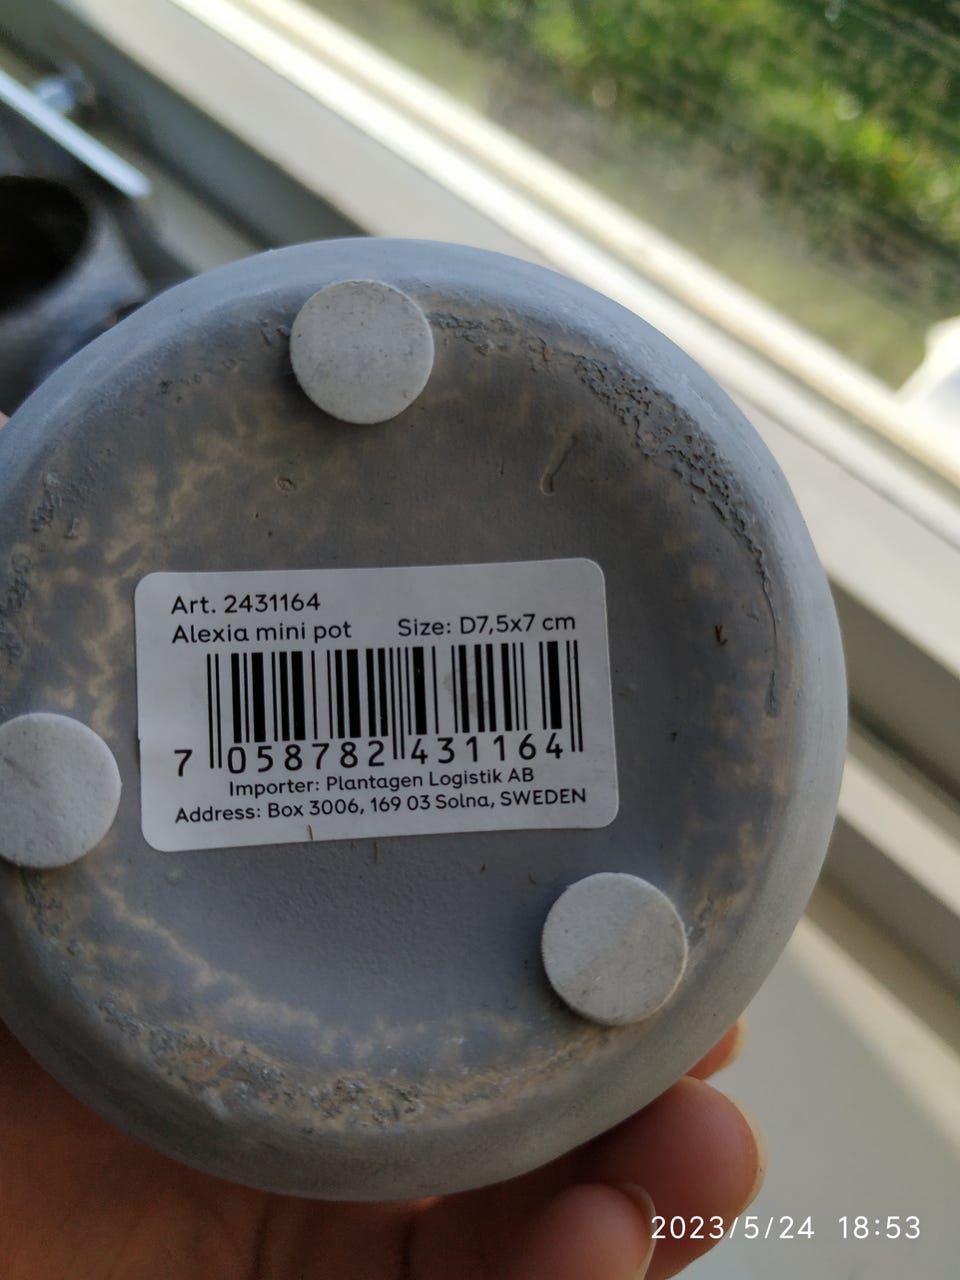 Art. 2431164
Alexia mini pot Size: D7,5x7 cm
7 058782 431164
Importer: Plantagen Logistik AB
Address: Box 3006, 169 03 Solna, SWEDEN
2023/5/24 18:53